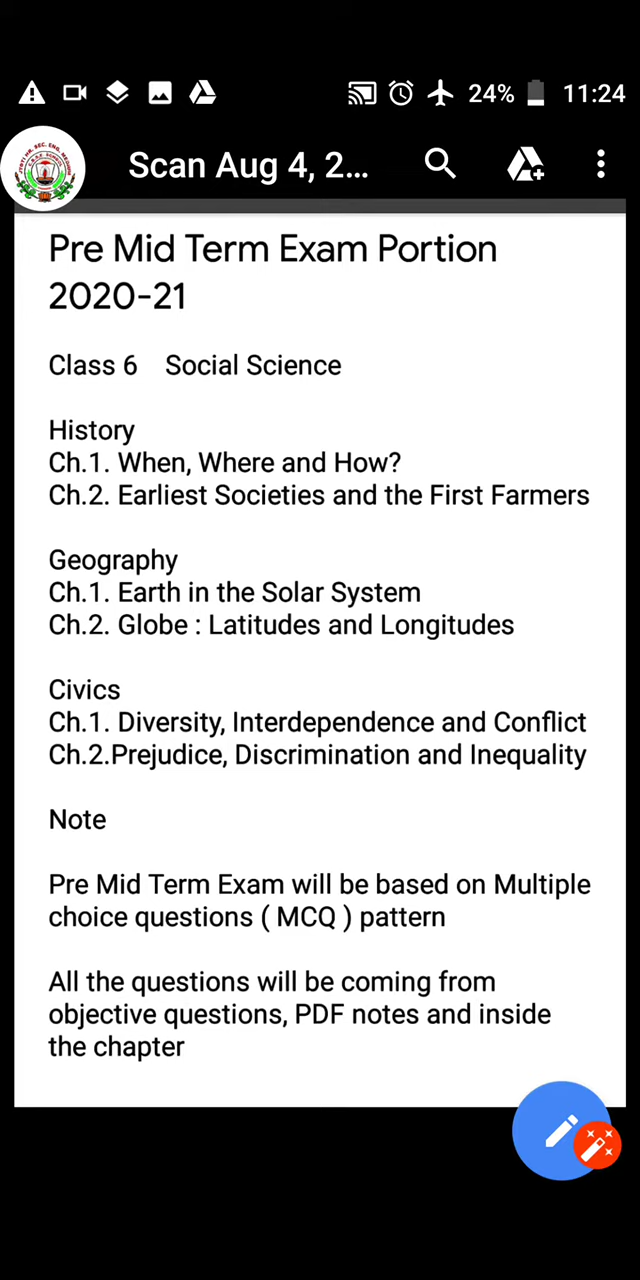 24% 11:24
Scan Aug 4, 2...
Pre Mid Term Exam Portion
2020-21
Class 6 Social Science
History
Ch.1. When, Where and How?
Ch.2. Earliest Societies and the First Farmers
Geography
Ch.1. Earth in the Solar System
Ch.2. Globe : Latitudes and Longitudes
Civics
Ch.1. Diversity, Interdependence and Conflict
Ch.2.Prejudice, Discrimination and Inequality
Note
Pre Mid Term Exam will be based on Multiple
choice questions ( MCQ ) pattern
All the questions will be coming from
objective questions, PDF notes and inside
the chapter